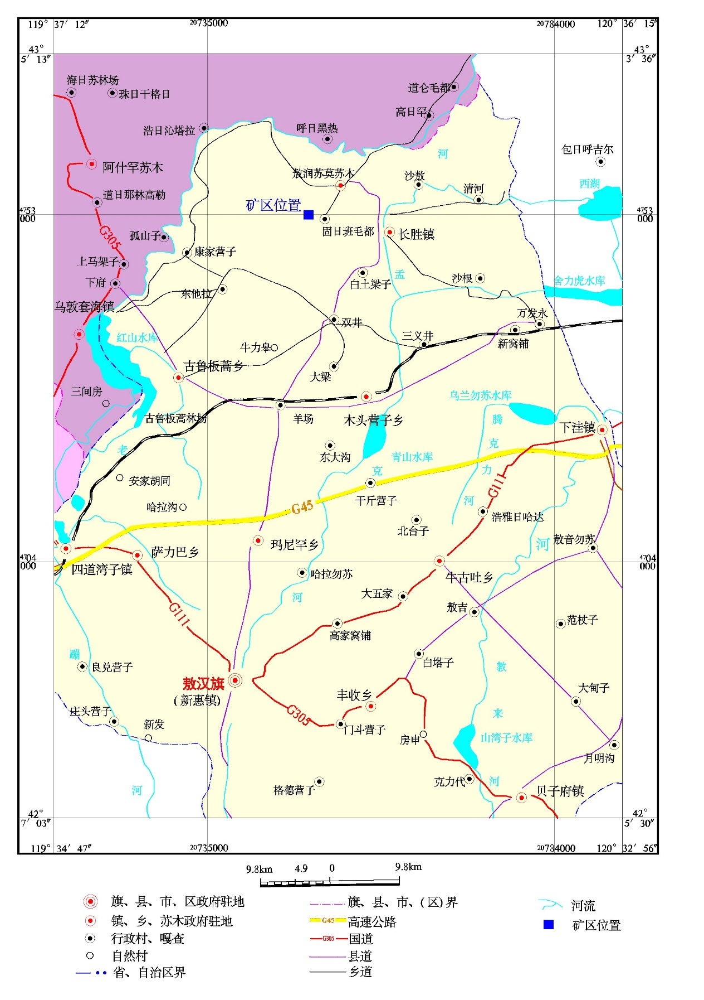 119° 37′ 12″
20735000
20784000
120° 36′ 15″
43°
5′ 13″
43°
3′ 36″
海日苏林场
珠日干格日
道仑毛都
高日罕
浩日沁塔拉
呼日黑热
河
包日呼吉尔
阿什罕苏木
敖润苏莫苏木
沙敖
清河
西湖
道日那林高勒
矿区位置
4753
000
4753
000
固日班毛都
长胜镇
G305
孤山子
康家营子
上马架子
孟
下府
白土梁子
沙根
舍力虎水库
东他拉
乌敦套海镇
双井
万发永
红山水库
牛力皋
三义井
新窝铺
古鲁板蒿乡
大梁
三间房
乌兰勿苏水库
古鲁板蒿林场
羊场
木头营子乡
腾
下洼镇
老
东大沟
青山水库
克
克
力
安家胡同
G111
干斤营子
河
哈拉沟
G45
浩雅日哈达
北台子
玛尼罕乡
河
敖音勿苏
萨力巴乡
4704
000
4704
000
四道湾子镇
哈拉勿苏
牛古吐乡
河
大五家
敖吉
G111
范杖子
高家窝铺
蹦
良兑营子
白塔子
教
敖汉旗
(新惠镇)
丰收乡
大甸子
庄头营子
G305
来
新发
门斗营子
房申
山湾子水库
月明沟
格德营子
克力代
河
贝子府镇
河
42°
7′ 03″
42°
5′ 30″
119° 34′ 47″
20735000
20784000
120° 32′ 56″
9.8km 4.9 0 9.8km
旗、县、市、区政府驻地
旗、县、市、(区)界
河流
镇、乡、苏木政府驻地
G45
高速公路
矿区位置
行政村、嘎查
G305
国道
自然村
县道
省、自治区界
乡道